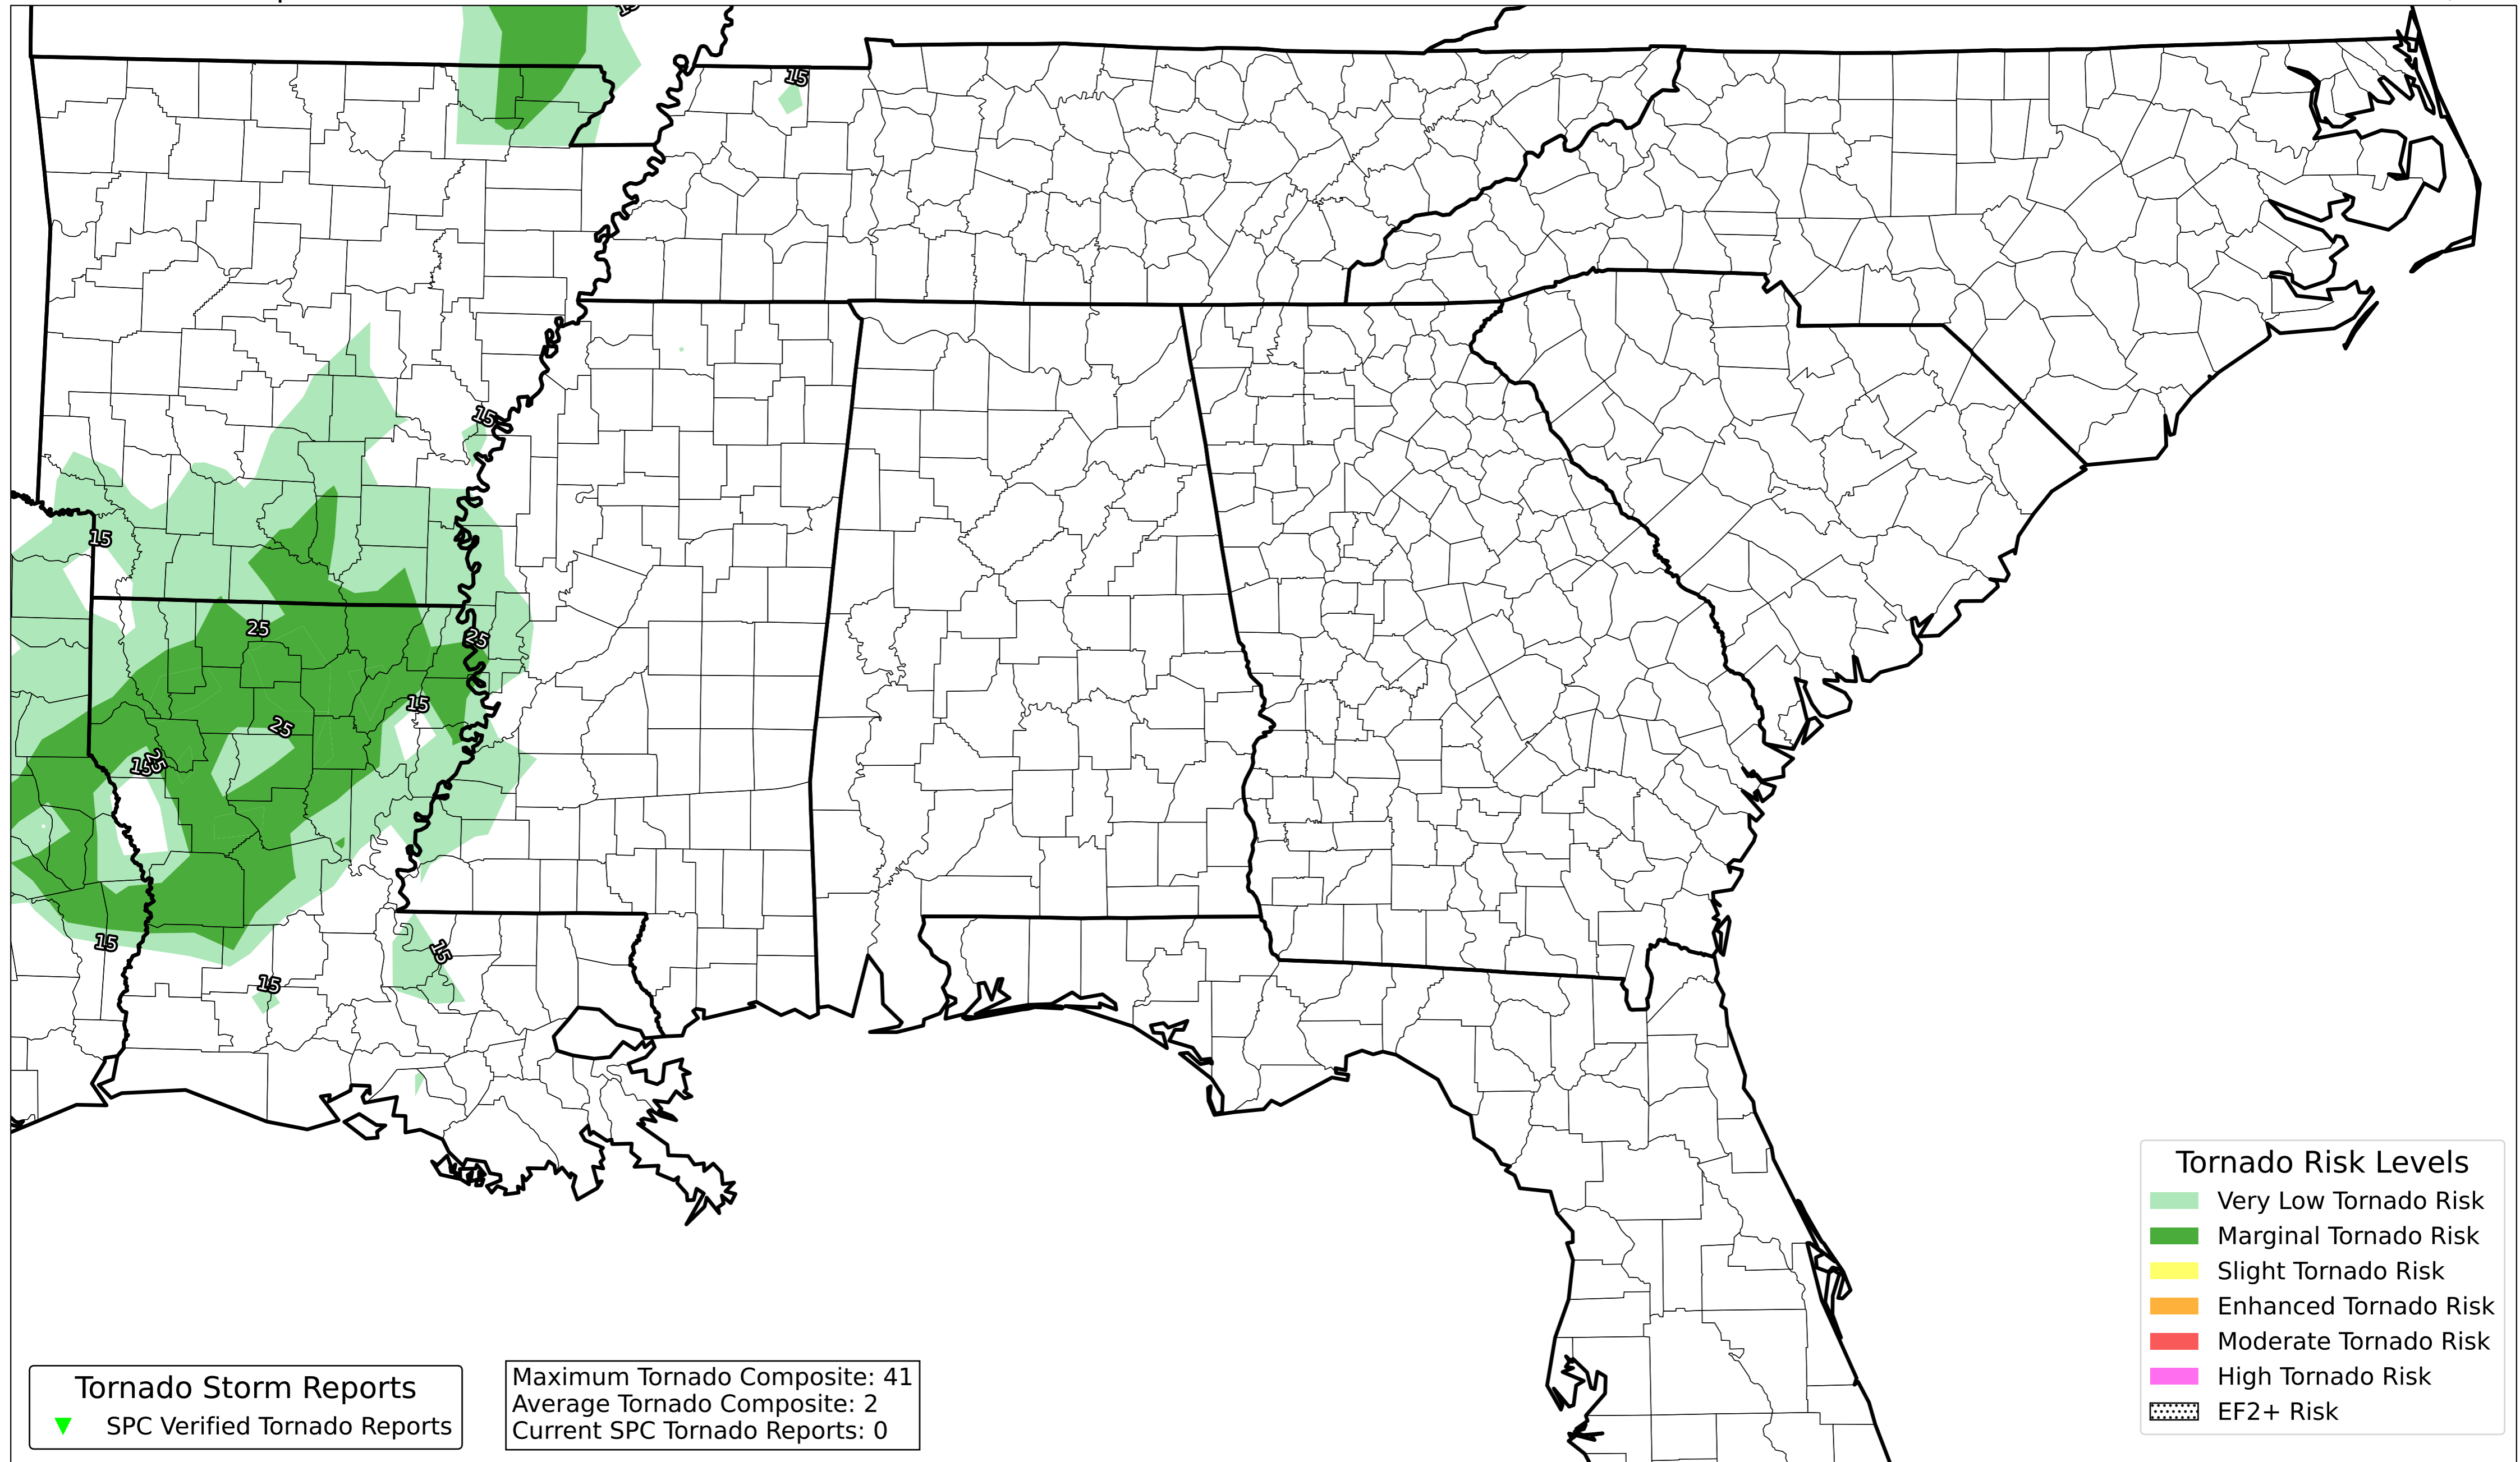 15
15
15
15
25
25
15
25
15
25
15
15
15
Tornado Risk Levels
Very Low Tornado Risk
Marginal Tornado Risk
Slight Tornado Risk
Enhanced Tornado Risk
Moderate Tornado Risk
High Tornado Risk
EF2+ Risk
Tornado Storm Reports
SPC Verified Tornado Reports
Maximum Tornado Composite: 41
Average Tornado Composite: 2
Current SPC Tornado Reports: 0